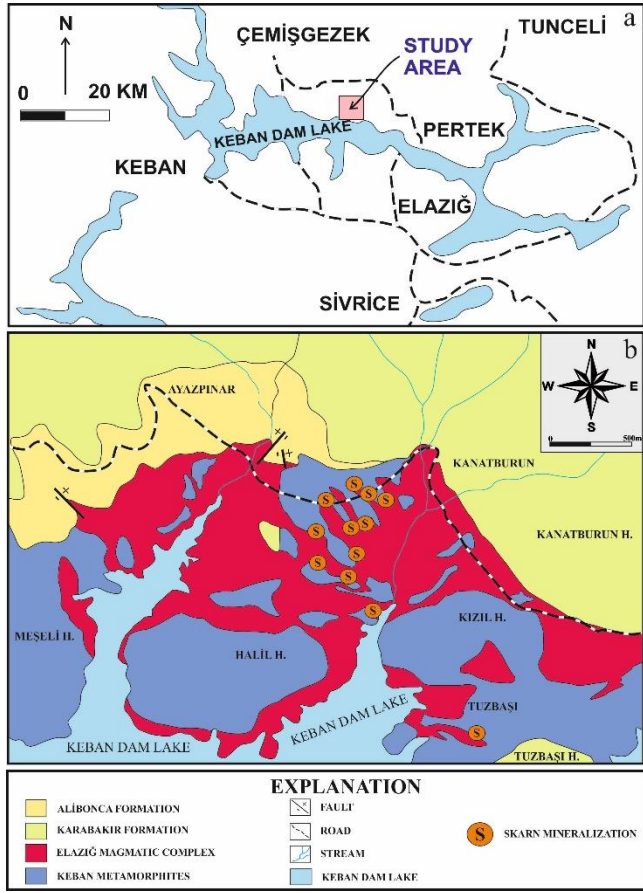 a
N
0 20 KM
ÇEMİŞGEZEK
TUNCELİ
STUDY
AREA
KEBAN DAM LAKE
PERTEK
KEBAN
ELAZIĞ
SİVRİCE
b
N
W E
S
0 500m
AYAZPINAR
KANATBURUN
KANATBURUN H.
S
S
S
S
S
S
S
S
S
S
S
MEŞELİ H.
HALİL H.
KIZIL H.
TUZBAŞI
S
KEBAN DAM LAKE
KEBAN DAM LAKE
TUZBAŞI H.
EXPLANATION
ALİBONCA FORMATION
KARABAKIR FORMATION
ELAZIĞ MAGMATIC COMPLEX
KEBAN METAMORPHITES
FAULT
ROAD
STREAM
KEBAN DAM LAKE
S SKARN MINERALIZATION